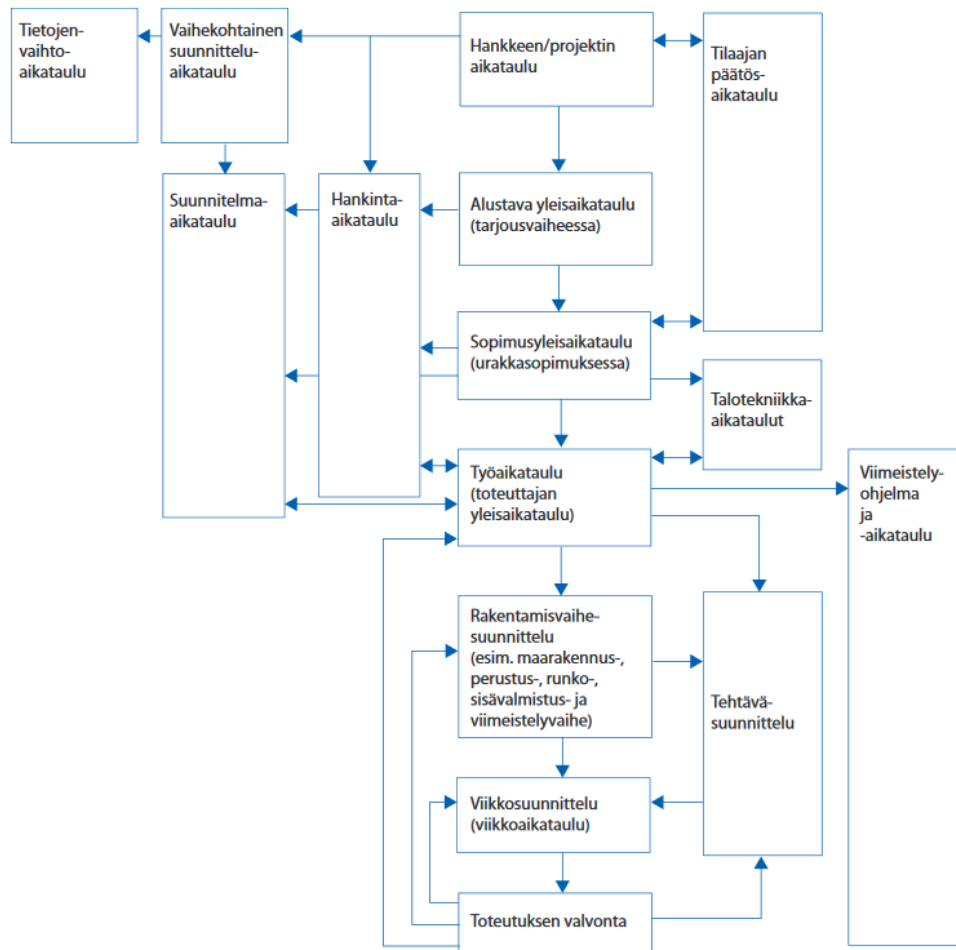 Tietojen-
vaihto-
aikataulu
Vaihekohtainen
suunnittelu-
aikataulu
Hankkeen/projektin
aikataulu
Tilaajan
päätös-
aikataulu
Suunnitelma-
aikataulu
Hankinta-
aikataulu
Alustava yleisaikataulu
(tarjousvaiheessa)
Sopimusyleisaikataulu
(urakkasopimuksessa)
Talotekniikka-
aikataulut
Työaikataulu
(toteuttajan
yleisaikataulu)
Viimeistely-
ohjelma
ja
-aikataulu
Rakentamisvaihe-
suunnittelu
(esim. maarakennus-,
perustus-, runko-,
sisävalmistus- ja
viimeistelyvaihe)
Tehtävä-
suunnittelu
Viikkosuunnittelu
(viikkoaikataulu)
Toteutuksen valvonta